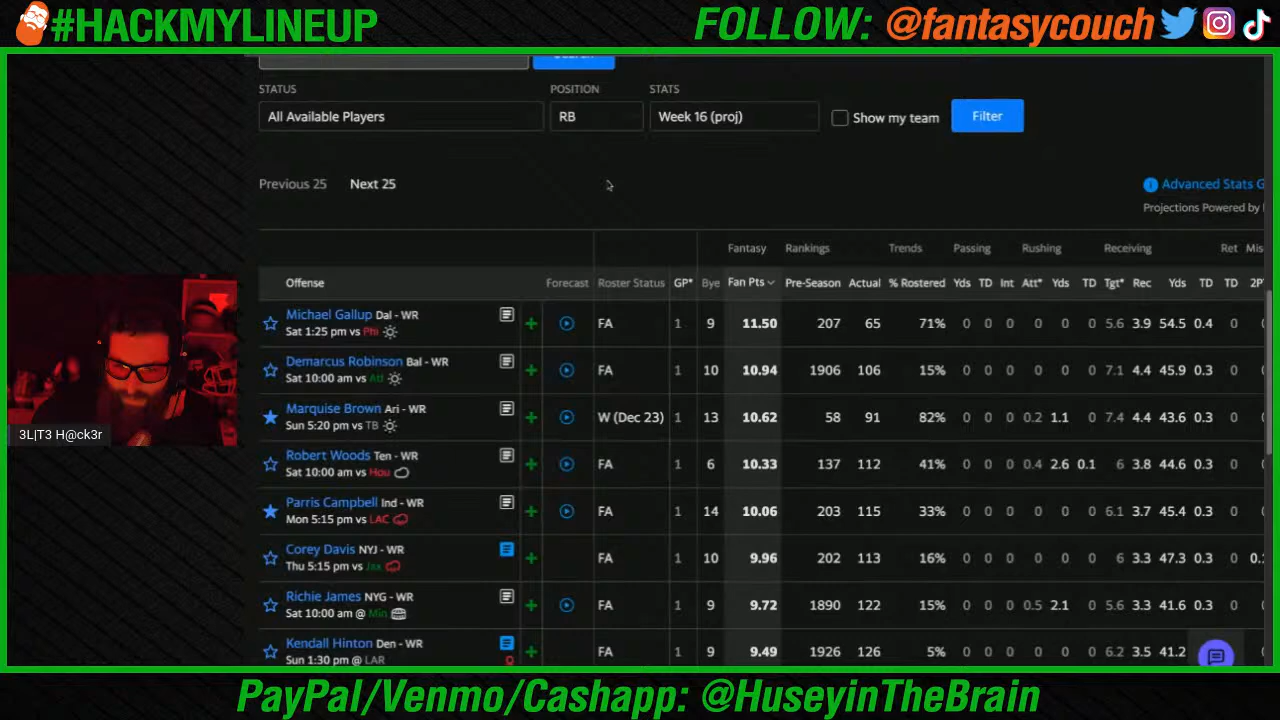 #HACKMYLINEUP
FOLLOW: @fantasycouch
STATUS POSITION STATS
All Available Players RB Week 16 (proj) Show my team Filter
Previous 25 Next 25
Advanced Stats G
Projections Powered by
Fantasy Rankings Trends Passing Rushing Receiving Ret Mis
Offense Forecast Roster Status GP* Bye Fan Pts Pre-Season Actual % Rostered Yds TD Int Att* Yds TD Tgt* Rec Yds TD TD 2P
Michael Gallup Dal - WR
Sat 1:25 pm vs Phi
FA 1 9 11.50 207 65 71% 0 0 0 0 0 0 5.6 3.9 54.5 0.4 0
Demarcus Robinson Bal - WR
Sat 10:00 am vs Atl
FA 1 10 10.94 1906 106 15% 0 0 0 0 0 0 7.1 4.4 45.9 0.3 0
Marquise Brown Ari - WR
Sun 5:20 pm vs TB
W (Dec 23) 1 13 10.62 58 91 82% 0 0 0 0.2 1.1 0 7.4 4.4 43.6 0.3 0
Robert Woods Ten - WR
Sat 10:00 am vs Hou
FA 1 6 10.33 137 112 41% 0 0 0 0.4 2.6 0.1 6 3.8 44.6 0.3 0
Parris Campbell Ind - WR
Mon 5:15 pm vs LAC
FA 1 14 10.06 203 115 33% 0 0 0 0 0 0 6.1 3.7 45.4 0.3 0
Corey Davis NYJ - WR
Thu 5:15 pm vs Jax
FA 1 10 9.96 202 113 16% 0 0 0 0 0 0 6 3.3 47.3 0.3 0 0.1
Richie James NYG - WR
Sat 10:00 am @ Min
FA 1 9 9.72 1890 122 15% 0 0 0 0.5 2.1 0 5.6 3.3 41.6 0.3 0
Kendall Hinton Den - WR
Sun 1:30 pm @ LAR
FA 1 9 9.49 1926 126 5% 0 0 0 0 0 0 6.2 3.5 41.2
3L|T3 H@ck3r
PayPal/Venmo/Cashapp: @HuseyinTheBrain